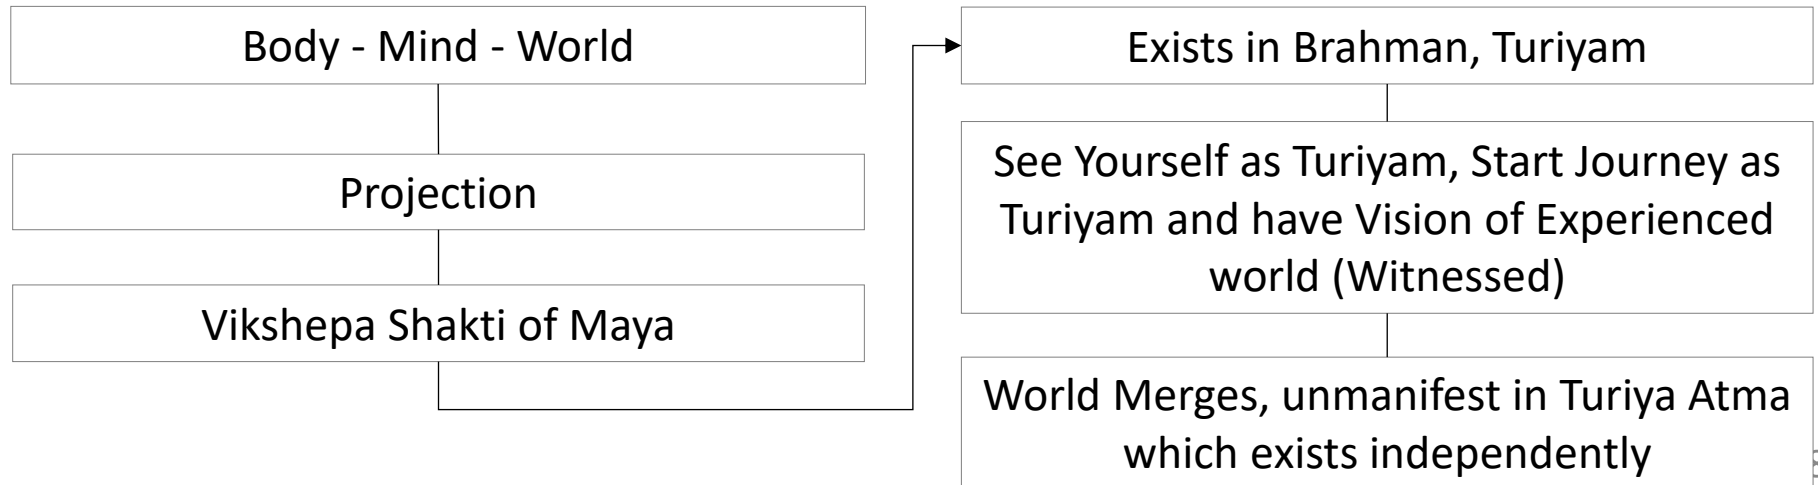 Body - Mind - World
Projection
Vikshepa Shakti of Maya
Exists in Brahman, Turiyam
See Yourself as Turiyam, Start Journey as
Turiyam and have Vision of Experienced
world (Witnessed)
World Merges, unmanifest in Turiya Atma
which exists independently